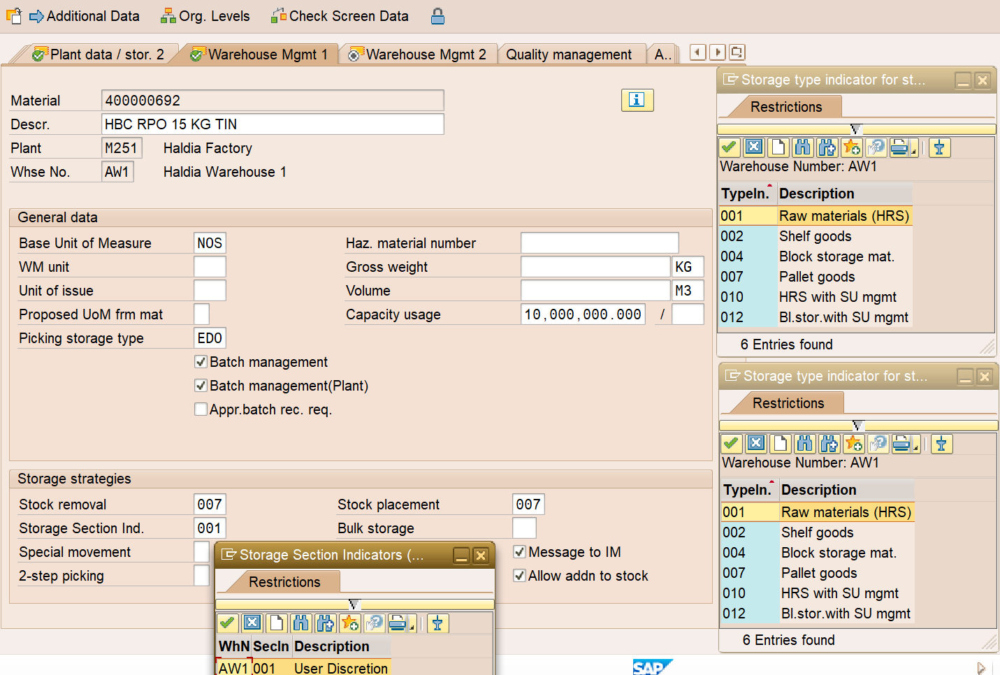 Additional Data Org. Levels Check Screen Data
Plant data / stor. 2 Warehouse Mgmt 1 Warehouse Mgmt 2 Quality management A..
Material 400000692
Descr. HBC RPO 15 KG TIN
Plant M251 Haldia Factory
Whse No. AW1 Haldia Warehouse 1
General data
Base Unit of Measure NOS Haz. material number
WM unit Gross weight KG
Unit of issue Volume M3
Proposed UoM frm mat Capacity usage 10,000,000.000 /
Picking storage type EDO
Batch management
Batch management(Plant)
Appr.batch rec. req.
Storage strategies
Stock removal 007 Stock placement 007
Storage Section Ind. 001 Bulk storage
Special movement Message to IM
2-step picking Allow addn to stock
Storage Section Indicators (...
Restrictions
WhN SecIn Description
AW1 001 User Discretion
SAP
Storage type indicator for st...
Restrictions
Warehouse Number: AW1
TypeIn. Description
001 Raw materials (HRS)
002 Shelf goods
004 Block storage mat.
007 Pallet goods
010 HRS with SU mgmt
012 Bl.stor.with SU mgmt
6 Entries found
Storage type indicator for st...
Restrictions
Warehouse Number: AW1
TypeIn. Description
001 Raw materials (HRS)
002 Shelf goods
004 Block storage mat.
007 Pallet goods
010 HRS with SU mgmt
012 Bl.stor.with SU mgmt
6 Entries found